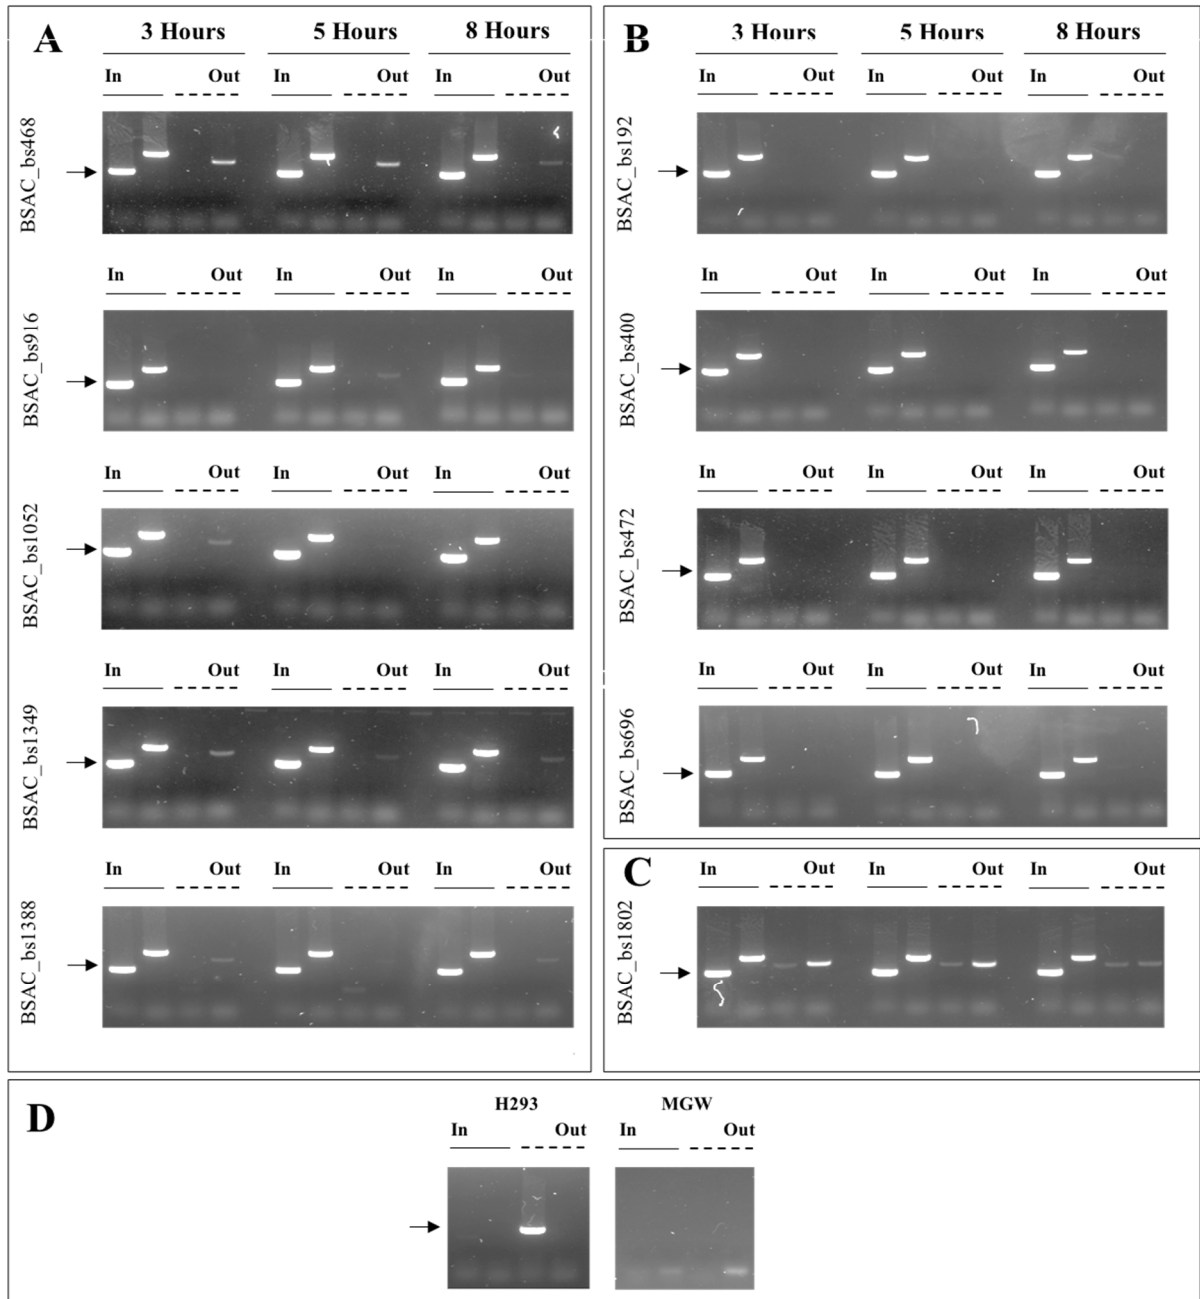 A
3 Hours 5 Hours 8 Hours
In Out In Out In Out
BSAC_bs468
In Out In Out In Out
BSAC_bs916
In Out In Out In Out
BSAC_bs1052
In Out In Out In Out
BSAC_bs1349
In Out In Out In Out
BSAC_bs1388
B
3 Hours 5 Hours 8 Hours
In Out In Out In Out
BSAC_bs192
In Out In Out In Out
BSAC_bs400
In Out In Out In Out
BSAC_bs472
In Out In Out In Out
BSAC_bs696
C
In Out In Out In Out
BSAC_bs1802
D
H293 MGW
In Out In Out